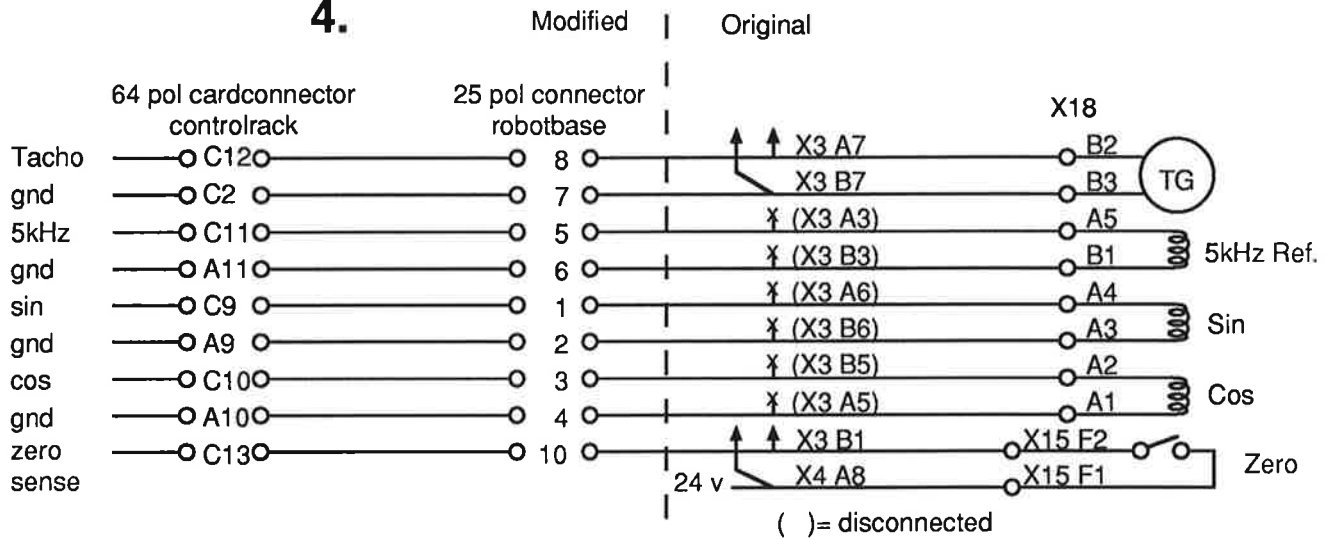 4.
Modified | Original
64 pol cardconnector
controlrack
25 pol connector
robotbase
X18
Tacho C12 8 X3 A7 B2
TG
gnd C2 7 X3 B7 B3
5kHz C11 5 (X3 A3) A5
5kHz Ref.
gnd A11 6 (X3 B3) B1
sin C9 1 (X3 A6) A4
Sin
gnd A9 2 (X3 B6) A3
cos C10 3 (X3 B5) A2
Cos
gnd A10 4 (X3 A5) A1
zero C13 10 X3 B1 X15 F2
Zero
sense 24 v X4 A8 X15 F1
( )= disconnected